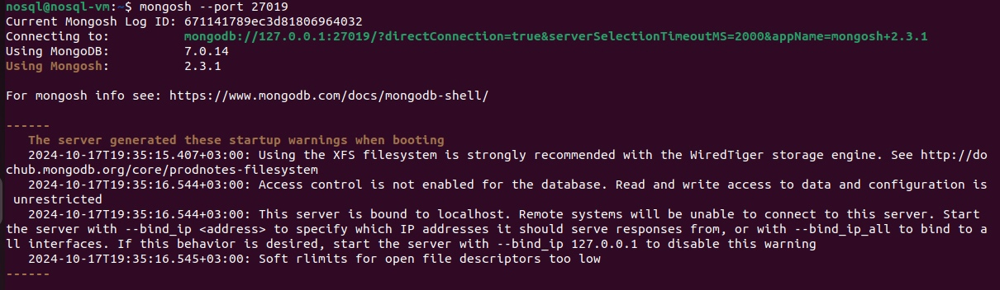 nosql@nosql-vm:~$ mongosh --port 27019
Current Mongosh Log ID: 671141789ec3d81806964032
Connecting to:          mongodb://127.0.0.1:27019/?directConnection=true&serverSelectionTimeoutMS=2000&appName=mongosh+2.3.1
Using MongoDB:          7.0.14
Using Mongosh:          2.3.1
For mongosh info see: https://www.mongodb.com/docs/mongodb-shell/
------
   The server generated these startup warnings when booting
   2024-10-17T19:35:15.407+03:00: Using the XFS filesystem is strongly recommended with the WiredTiger storage engine. See http://do
chub.mongodb.org/core/prodnotes-filesystem
   2024-10-17T19:35:16.544+03:00: Access control is not enabled for the database. Read and write access to data and configuration is
 unrestricted
   2024-10-17T19:35:16.544+03:00: This server is bound to localhost. Remote systems will be unable to connect to this server. Start
the server with --bind_ip <address> to specify which IP addresses it should serve responses from, or with --bind_ip_all to bind to a
ll interfaces. If this behavior is desired, start the server with --bind_ip 127.0.0.1 to disable this warning
   2024-10-17T19:35:16.545+03:00: Soft rlimits for open file descriptors too low
------